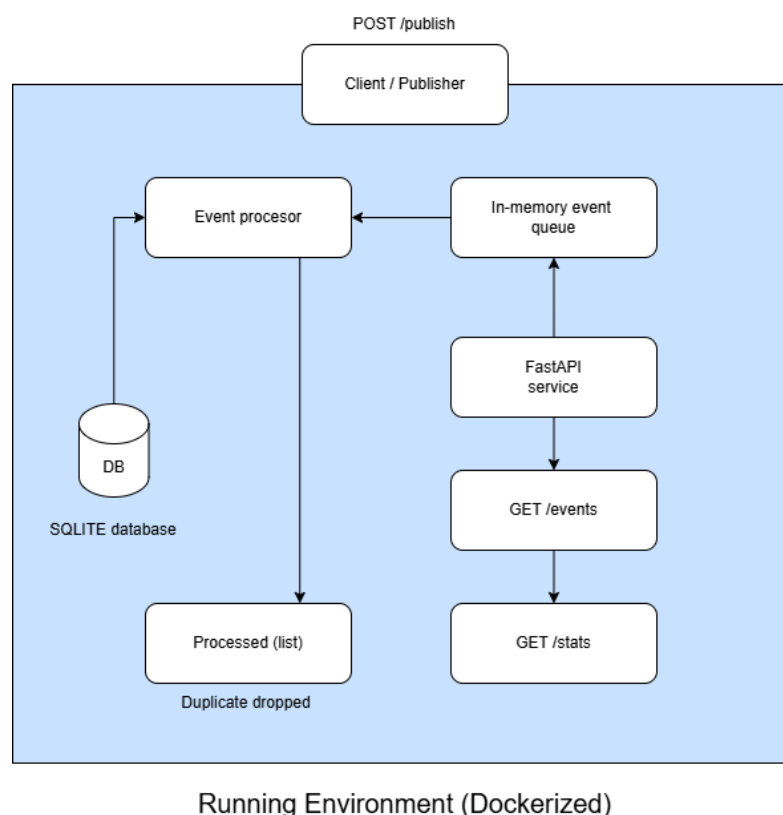 POST /publish
Client / Publisher
Event procesor
In-memory event
queue
FastAPI
service
DB
GET /events
SQLITE database
Processed (list)
GET /stats
Duplicate dropped
Running Environment (Dockerized)